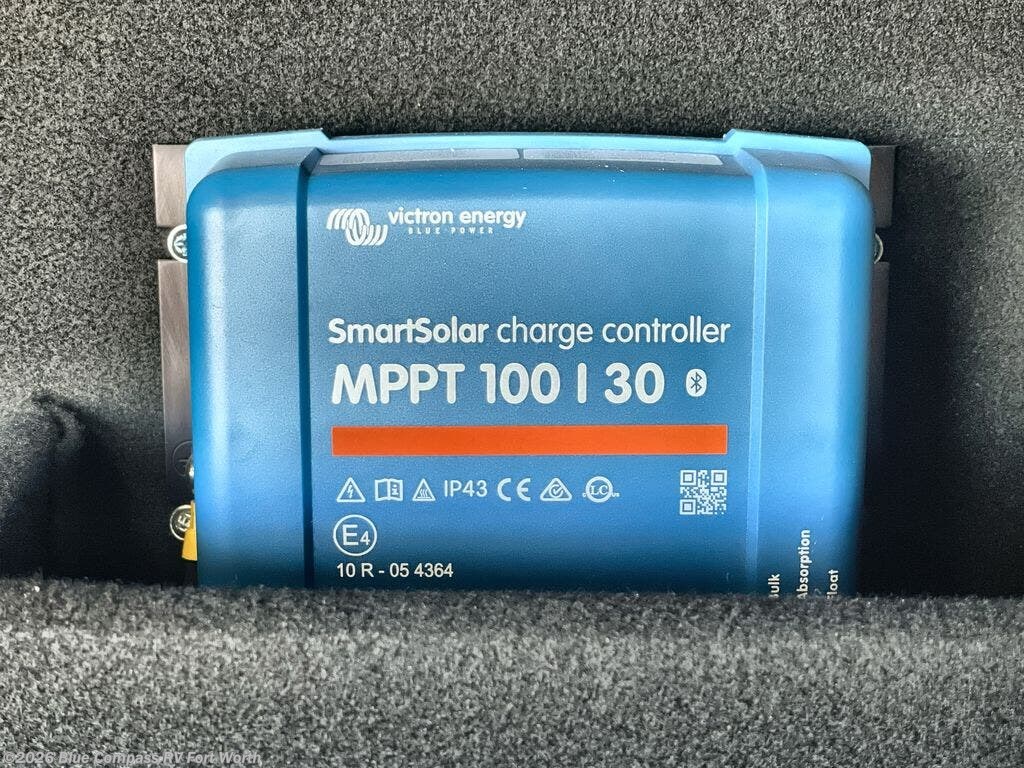 victron energy
BLUE POWER
SmartSolar charge controller
MPPT 100 | 30
IP43 CE
E4
10 R - 05 4364
Absorption
©2026 Blue Compass RV Fort Worth